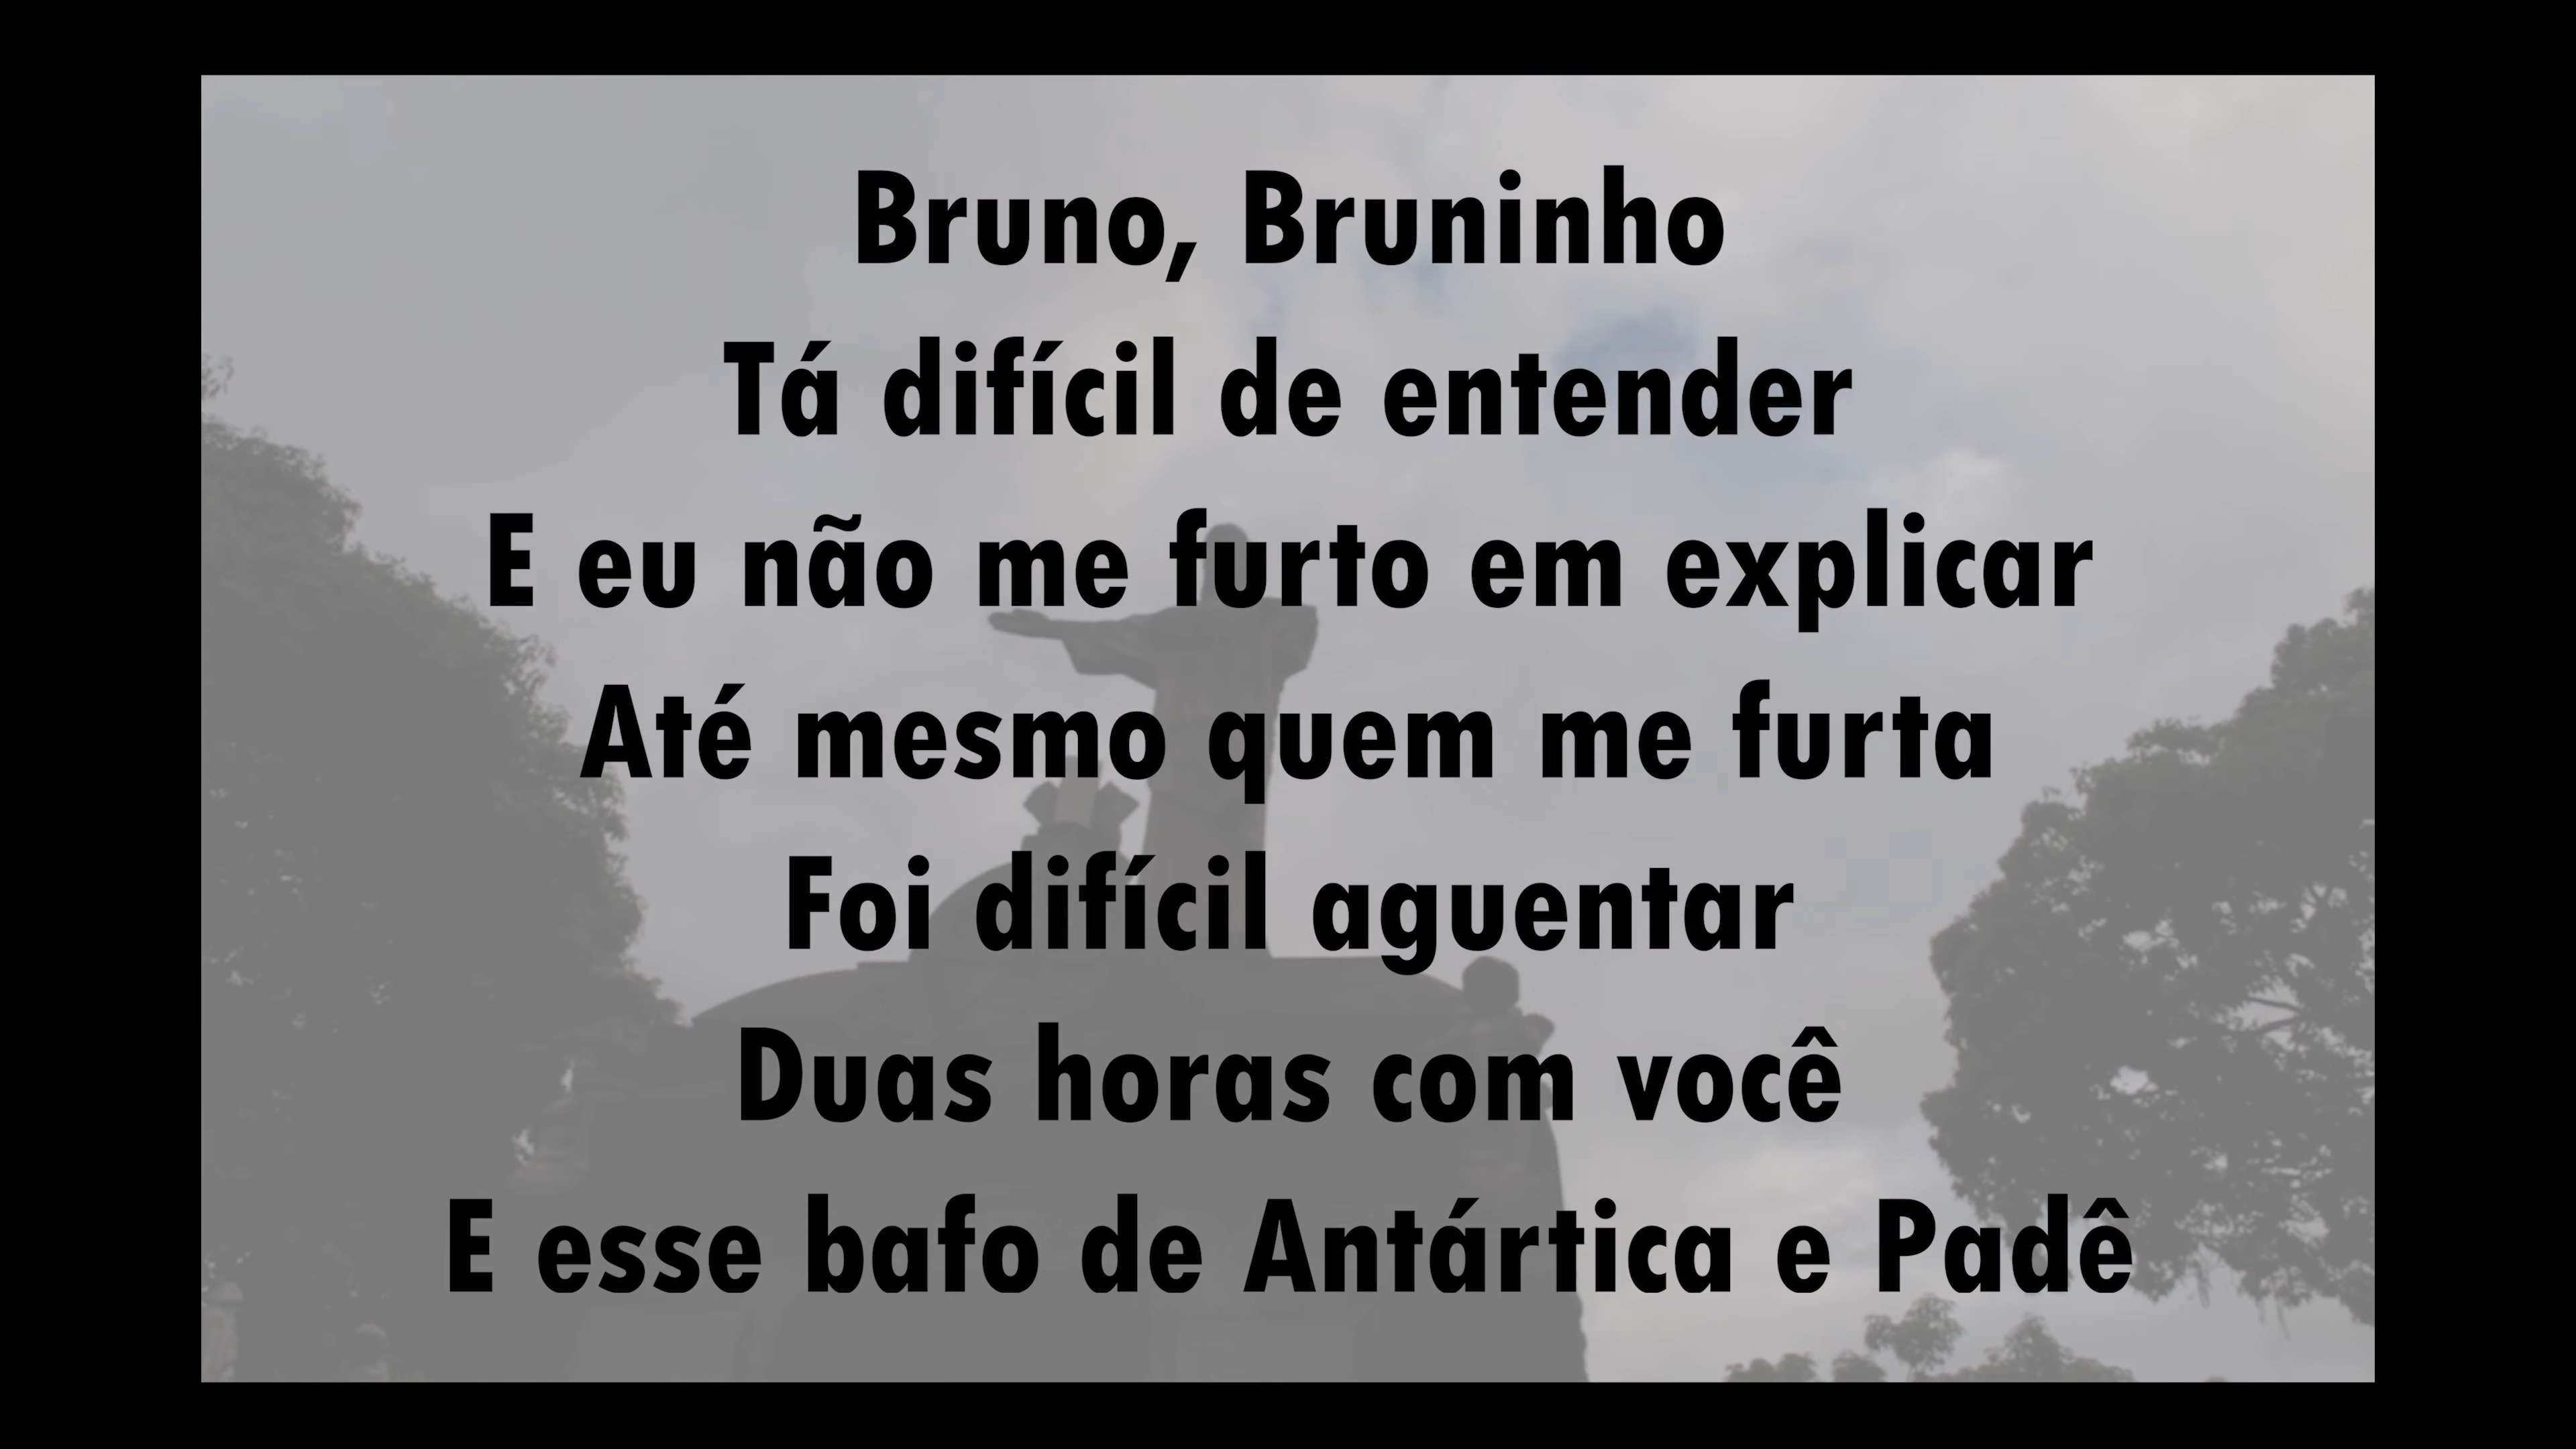 Bruno, Bruninho
Tá difícil de entender
E eu não me furto em explicar
Até mesmo quem me furta
Foi difícil aguentar
Duas horas com você
E esse bafo de Antártica e Padê